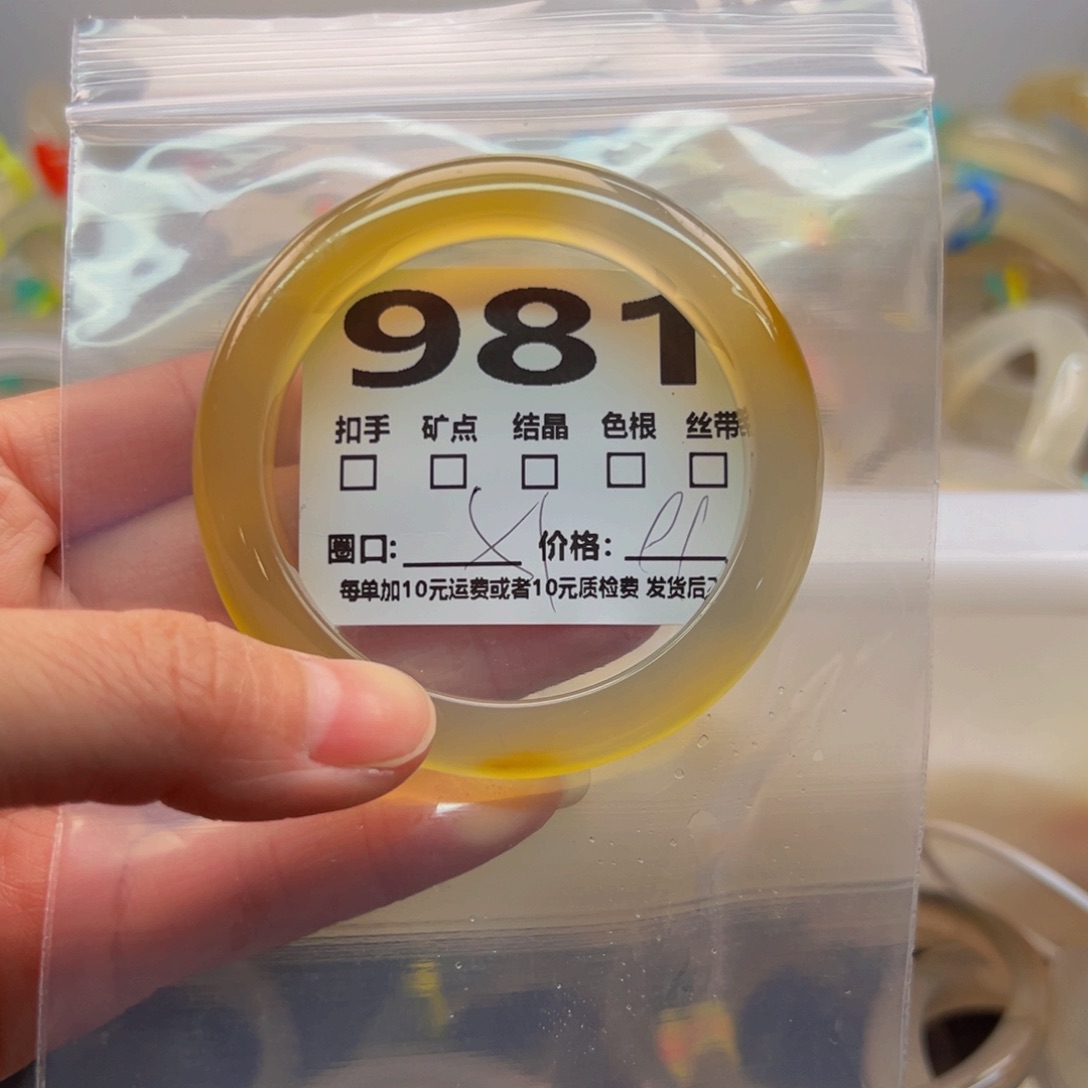 981
扣手 矿点 结晶 色根 丝带
圈口: 价格:
每单加10元运费或者10元质检费 发货后